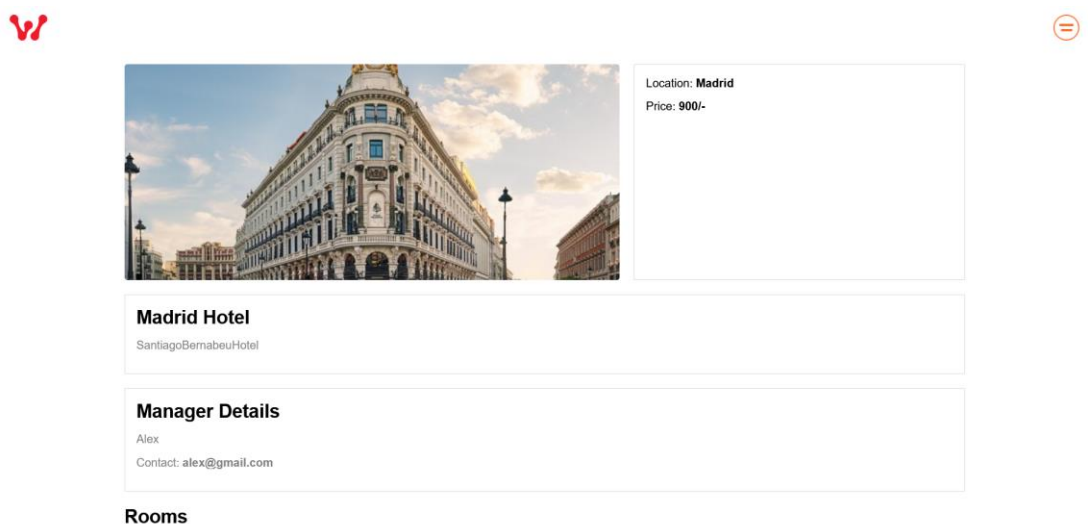 Location: Madrid
Price: 900/-
Madrid Hotel
SantiagoBernabeuHotel
Manager Details
Alex
Contact: alex@gmail.com
Rooms